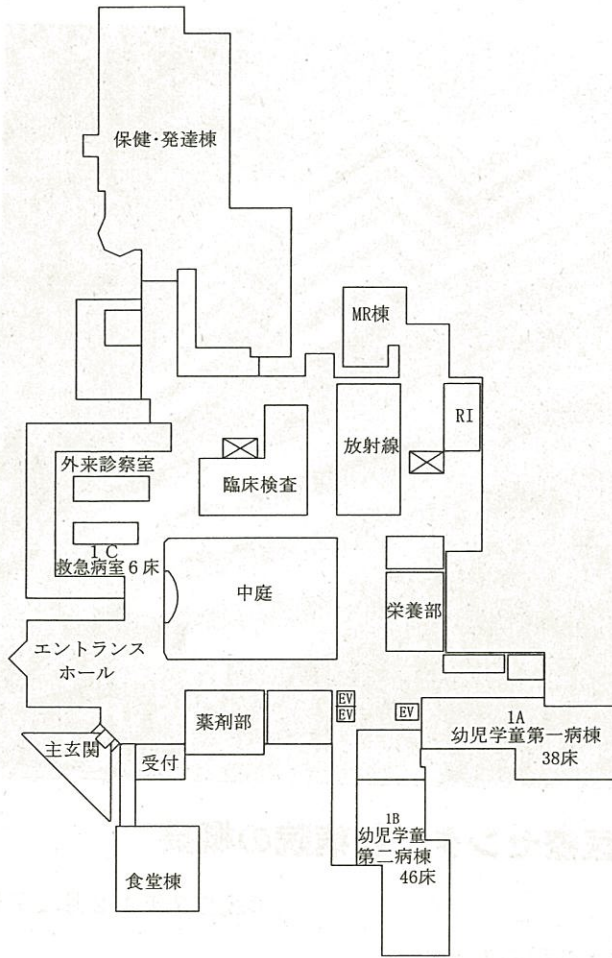 保健・発達棟
MR棟
RI
放射線
外来診察室
臨床検査
1C
救急病室6床
中庭
栄養部
エントランス
ホール
EV
EV
EV
薬剤部
1A
幼児学童第一病棟
38床
主玄関
受付
1B
幼児学童
第二病棟
46床
食堂棟